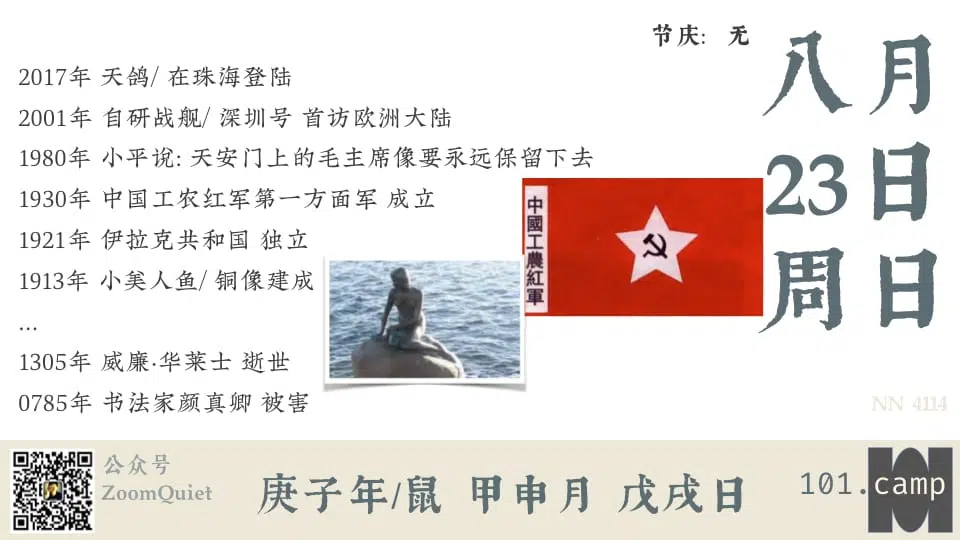 节庆: 无
八月
23日
周日
2017年 天鸽/ 在珠海登陆
2001年 自研战舰/ 深圳号 首访欧洲大陆
1980年 小平说: 天安门上的毛主席像要永远保留下去
1930年 中国工农红军第一方面军 成立
1921年 伊拉克共和国 独立
1913年 小美人鱼/ 铜像建成
...
1305年 威廉·华莱士 逝世
0785年 书法家颜真卿 被害
中國工農紅軍
NN 4114
公众号
ZoomQuiet
庚子年/鼠 甲申月 戊戌日
101.camp